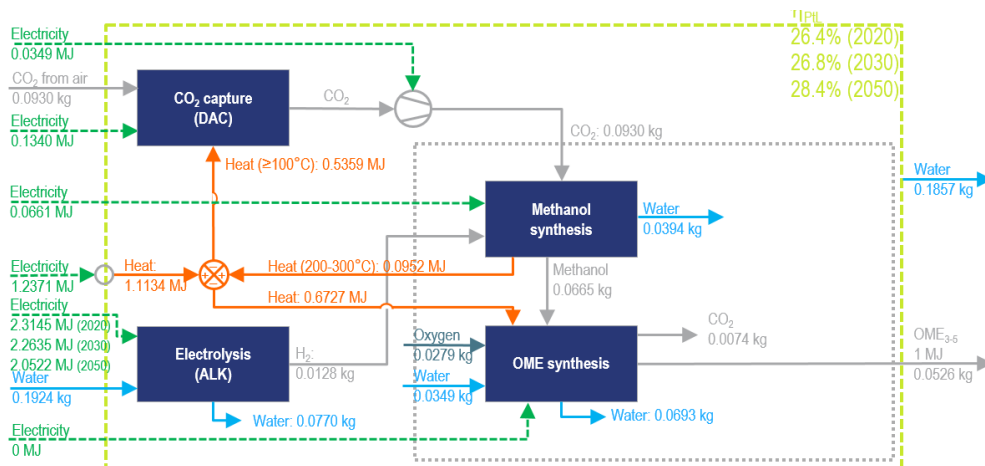 Electricity
0.0349 MJ
CO₂ from air
0.0930 kg
Electricity
0.1340 MJ
CO₂ capture
(DAC)
CO₂
ηPtL
26.4% (2020)
26.8% (2030)
28.4% (2050)
CO₂: 0.0930 kg
Heat (≥100°C): 0.5359 MJ
Electricity
0.0661 MJ
Methanol
synthesis
Water
0.0394 kg
Water
0.1857 kg
Electricity
1.2371 MJ
Heat:
1.1134 MJ
Heat (200-300°C): 0.0952 MJ
Methanol
0.0665 kg
Heat: 0.6727 MJ
Electricity
2.3145 MJ (2020)
2.2635 MJ (2030)
2.0522 MJ (2050)
Water
0.1924 kg
Electrolysis
(ALK)
H₂:
0.0128 kg
Water: 0.0770 kg
Oxygen
0.0279 kg
Water
0.0349 kg
OME synthesis
CO₂
0.0074 kg
OME₃₋₅
1 MJ
0.0526 kg
Water: 0.0693 kg
Electricity
0 MJ